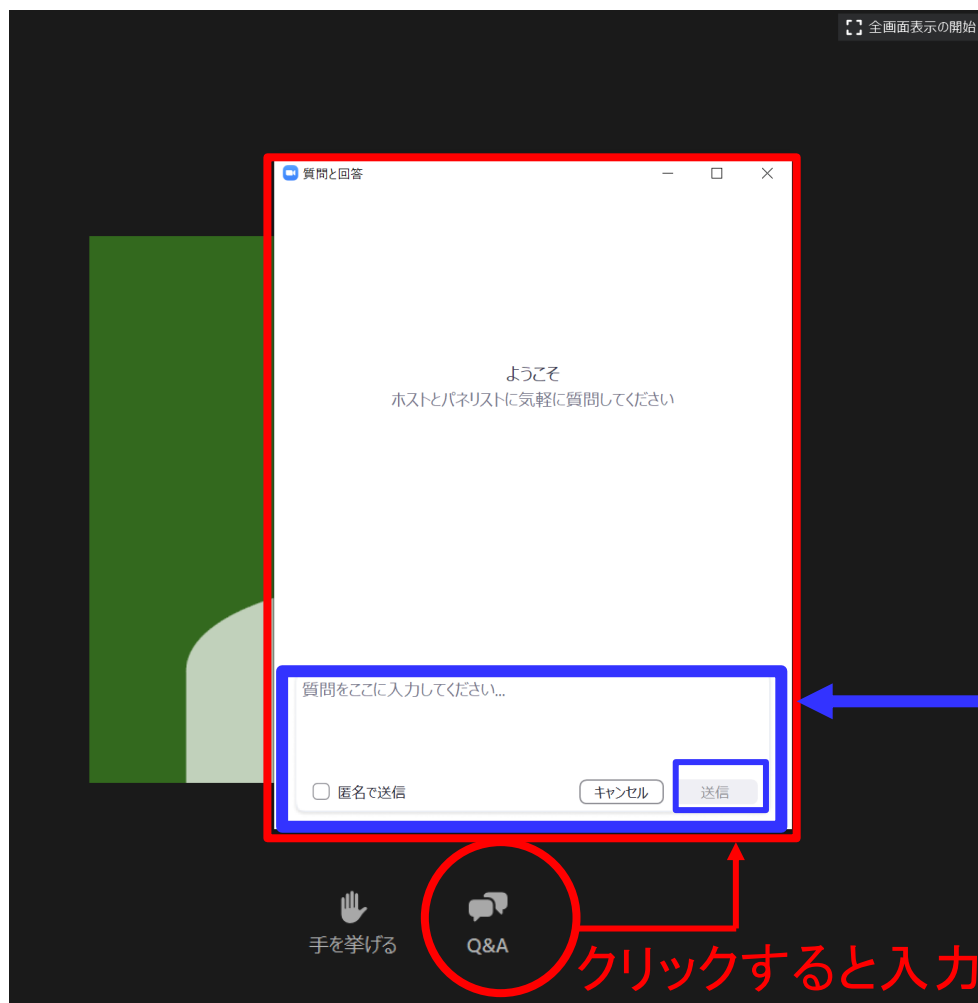 全画面表示の開始
質問と回答
ようこそ
ホストとパネリストに気軽に質問してください
質問をここに入力してください...
匿名で送信
キャンセル
送信
手を挙げる
Q&A
クリックすると入力